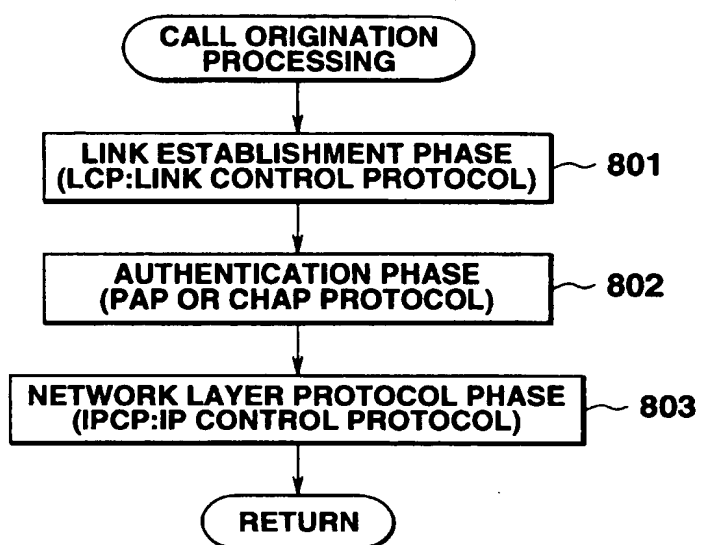 CALL ORIGINATION
PROCESSING
LINK ESTABLISHMENT PHASE
(LCP:LINK CONTROL PROTOCOL)
801
AUTHENTICATION PHASE
(PAP OR CHAP PROTOCOL)
802
NETWORK LAYER PROTOCOL PHASE
(IPCP:IP CONTROL PROTOCOL)
803
RETURN